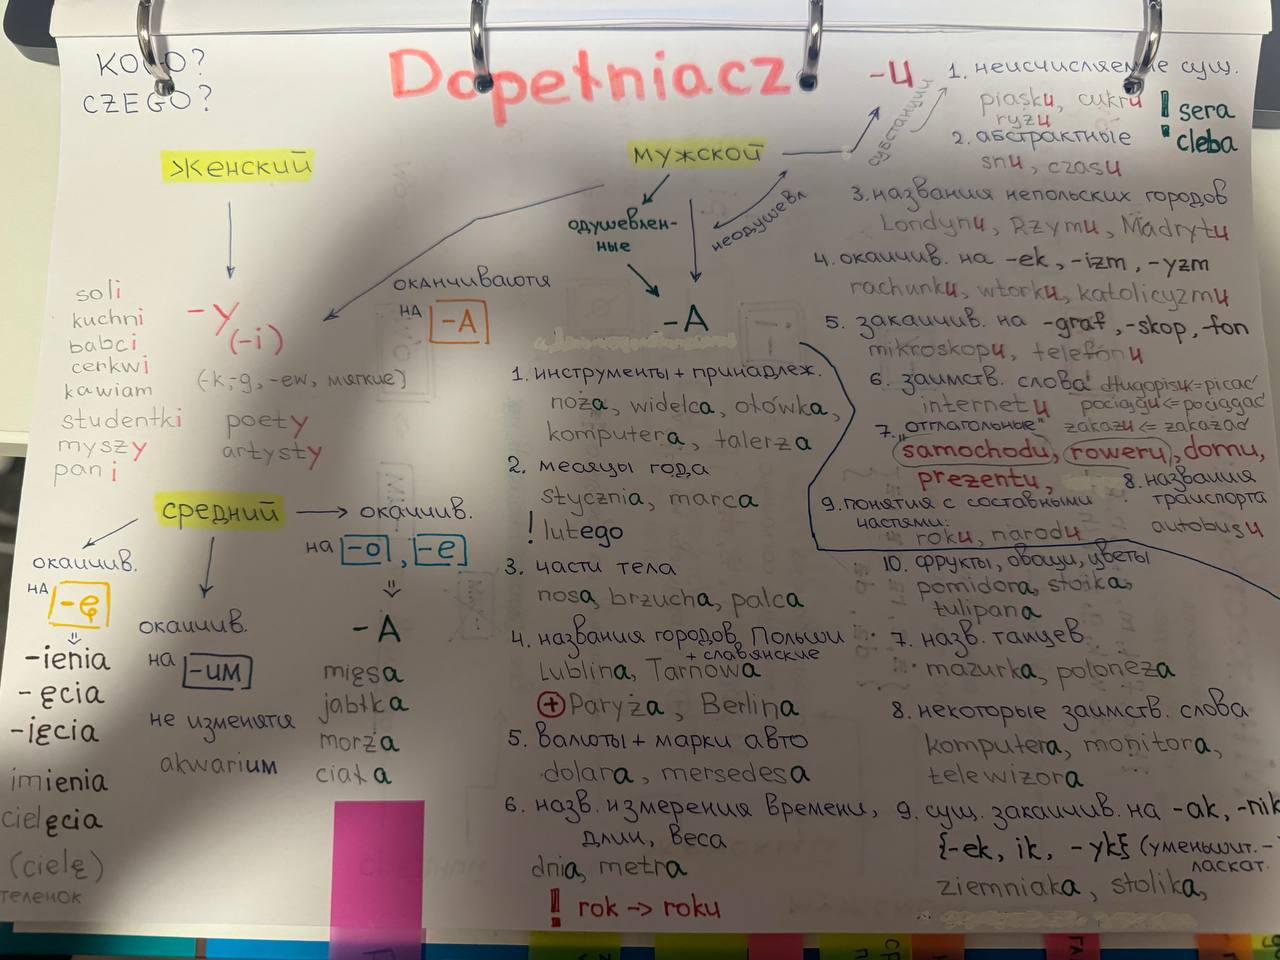 KOGO?
CZEGO?
Dopełniacz
женский
soli
kuchni
babci
cerkwi
kawiarn
studentki
myszy
pani
-y
(-i)
(-k,-g, -ew, мягкие)
poety
artysty
мужской
оканчиваются
на -A
одушевлен-
ные
неодушевл
-A
1. инструменты + принадлеж.
noża, widelca, ołówka,
komputera, talerza
2. месяцы года
stycznia, marca
! lutego
3. части тела
nosa, brzucha, palca
4. названия городов Польши
+ славянские
Lublina, Tarnowa
+ Paryża, Berlina
5. валюты + марки авто
dolara, mersedesa
6. назв. измерения времени,
длин, веса
dnia, metra
! rok → roku
-u
субстанции
1. неисчисляемые сущ.
piasku, cukru
ryżu
! sera
! cleba
2. абстрактные
snu, czasu
3. названия непольских городов
Londynu, Rzymu, Madrytu
4. оканчив. на -ek, -izm, -yzm
rachunku, wtorku, katolicyzmu
5. заканчив. на -graf, -skop, -fon
mikroskopu, telefonu
6. заимств. слова
internetu
7. „отглагольные"
długopisu <= pisać
pociągu <= pociągać
zakazu <= zakazać
samochodu, roweru, domu,
prezentu,
8. названия
транспорта
autobusu
9. понятия с составными
частями:
roku, narodu
10. фрукты, овощи, цветы
pomidora, stoika,
tulipana
7. назв. танцев
mazurka, poloneza
8. некоторые заимств. слова
komputera, monitora,
telewizora
9. сущ. заканчив. на -ak, -nik
{-ek, ik, -yk} (уменьшит.-
ласкат.
ziemniaka, stolika,
средний
оканчив.
на -ę
-ienia
-ęcia
-ięcia
imienia
cielęcia
(cielę)
теленок
оканчив.
на -um
не изменятся
akwarium
оканчив.
на -o, -e
-A
mięsa
jabłka
morza
ciała